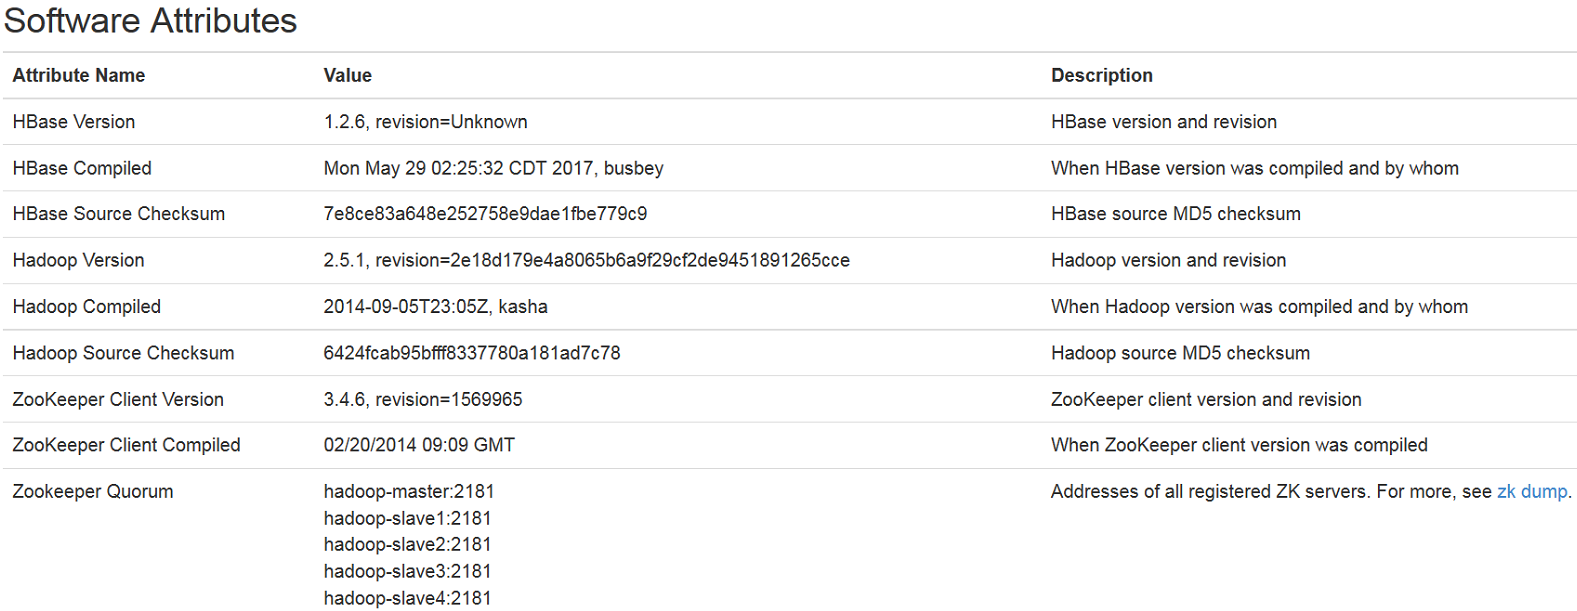 Software Attributes
Attribute Name Value Description
HBase Version 1.2.6, revision=Unknown HBase version and revision
HBase Compiled Mon May 29 02:25:32 CDT 2017, busbey When HBase version was compiled and by whom
HBase Source Checksum 7e8ce83a648e252758e9dae1fbe779c9 HBase source MD5 checksum
Hadoop Version 2.5.1, revision=2e18d179e4a8065b6a9f29cf2de9451891265cce Hadoop version and revision
Hadoop Compiled 2014-09-05T23:05Z, kasha When Hadoop version was compiled and by whom
Hadoop Source Checksum 6424fcab95bfff8337780a181ad7c78 Hadoop source MD5 checksum
ZooKeeper Client Version 3.4.6, revision=1569965 ZooKeeper client version and revision
ZooKeeper Client Compiled 02/20/2014 09:09 GMT When ZooKeeper client version was compiled
Zookeeper Quorum hadoop-master:2181 Addresses of all registered ZK servers. For more, see zk dump.
hadoop-slave1:2181
hadoop-slave2:2181
hadoop-slave3:2181
hadoop-slave4:2181